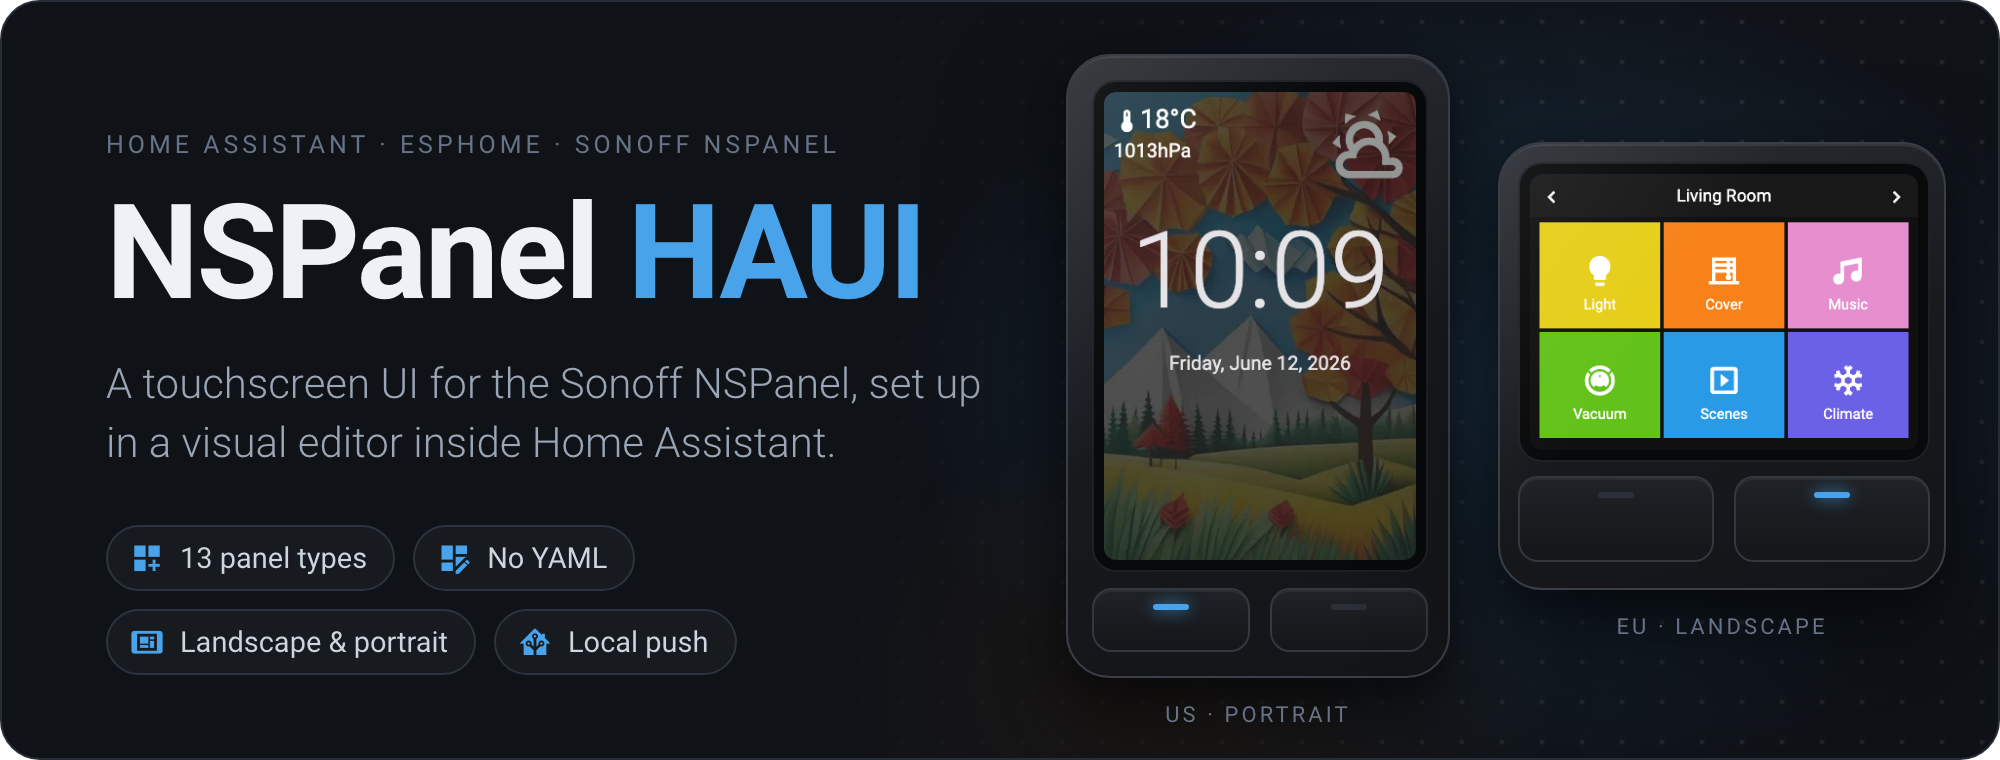 HOME ASSISTANT · ESPHOME · SONOFF NSPANEL
NSPanel HAUI
A touchscreen UI for the Sonoff NSPanel, set up
in a visual editor inside Home Assistant.
13 panel types
No YAML
Landscape & portrait
Local push
18°C
1013hPa
10:09
Friday, June 12, 2026
US · PORTRAIT
Living Room
Light
Cover
Music
Vacuum
Scenes
Climate
EU · LANDSCAPE